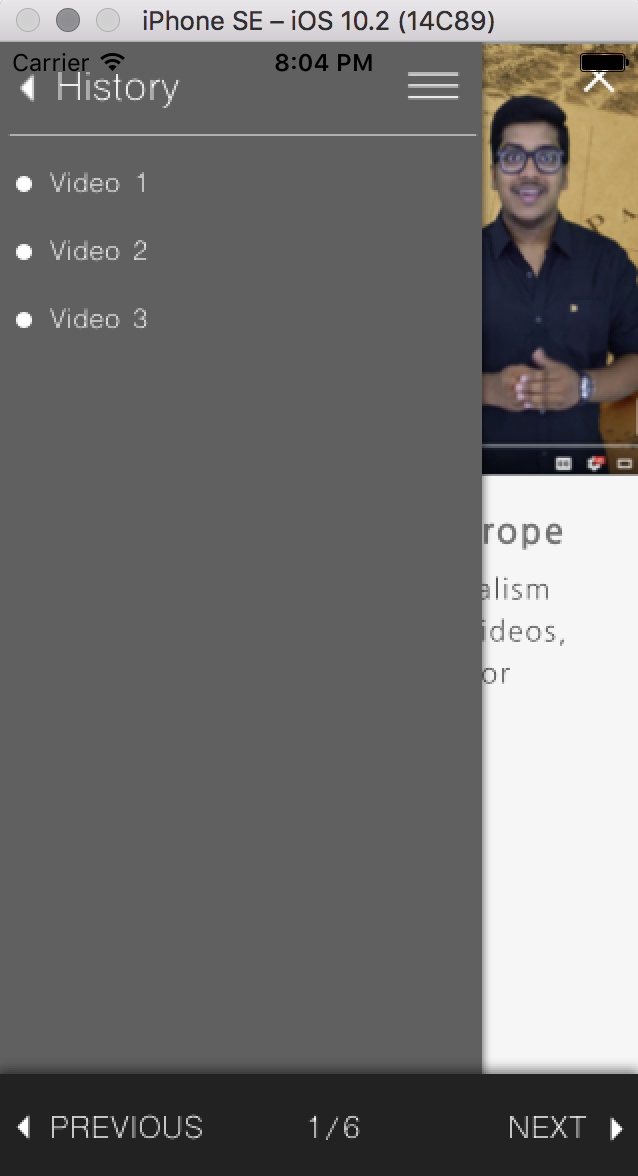 iPhone SE – iOS 10.2 (14C89)
Carrier 8:04 PM
History
Video 1
Video 2
Video 3
P A
rope
alism
ideos,
or
PREVIOUS 1/6 NEXT